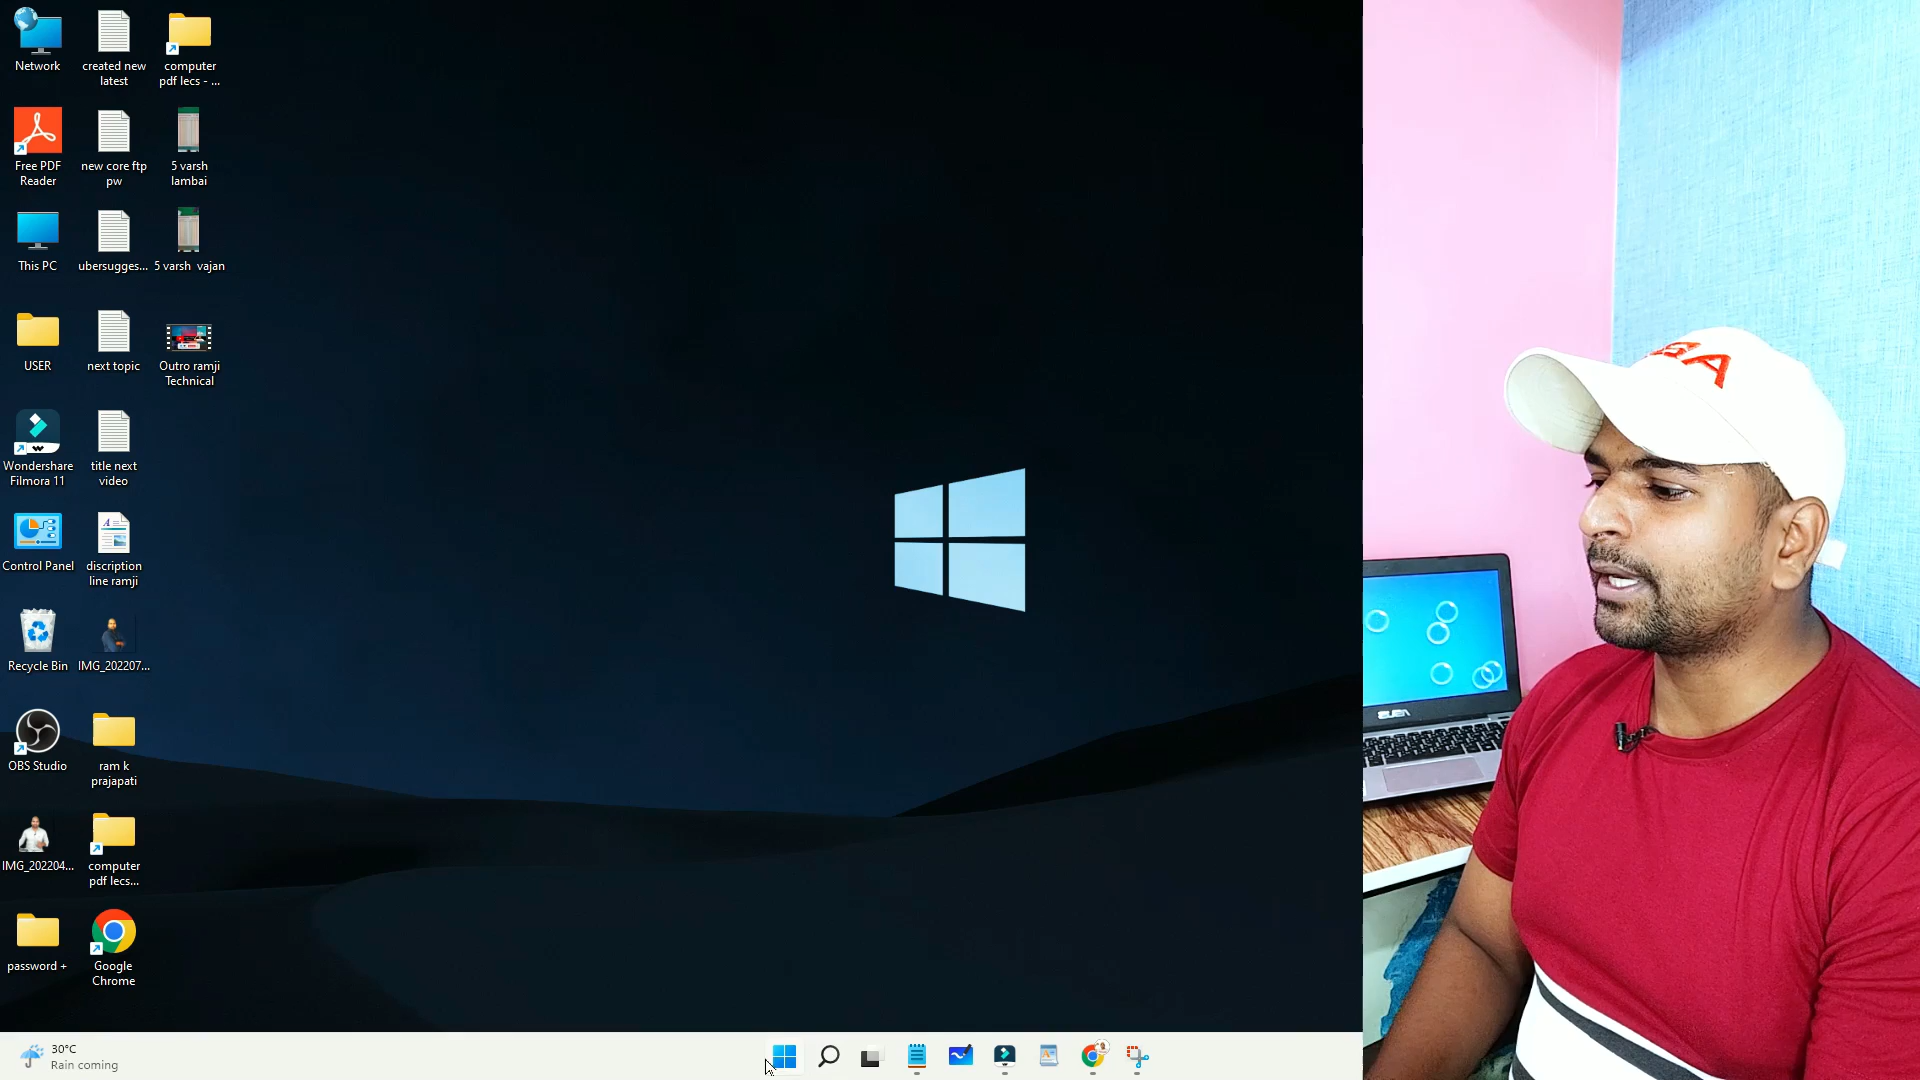 Network
created new
latest
computer
pdf lecs - ...
Free PDF
Reader
new core ftp
pw
5 varsh
lambai
This PC
ubersugges...
5 varsh vajan
USER
next topic
Outro ramji
Technical
Wondershare
Filmora 11
title next
video
Control Panel
discription
line ramji
Recycle Bin
IMG_202207...
OBS Studio
ram k
prajapati
IMG_202204...
computer
pdf lecs...
password +
Google
Chrome
30°C
Rain coming
ASUS